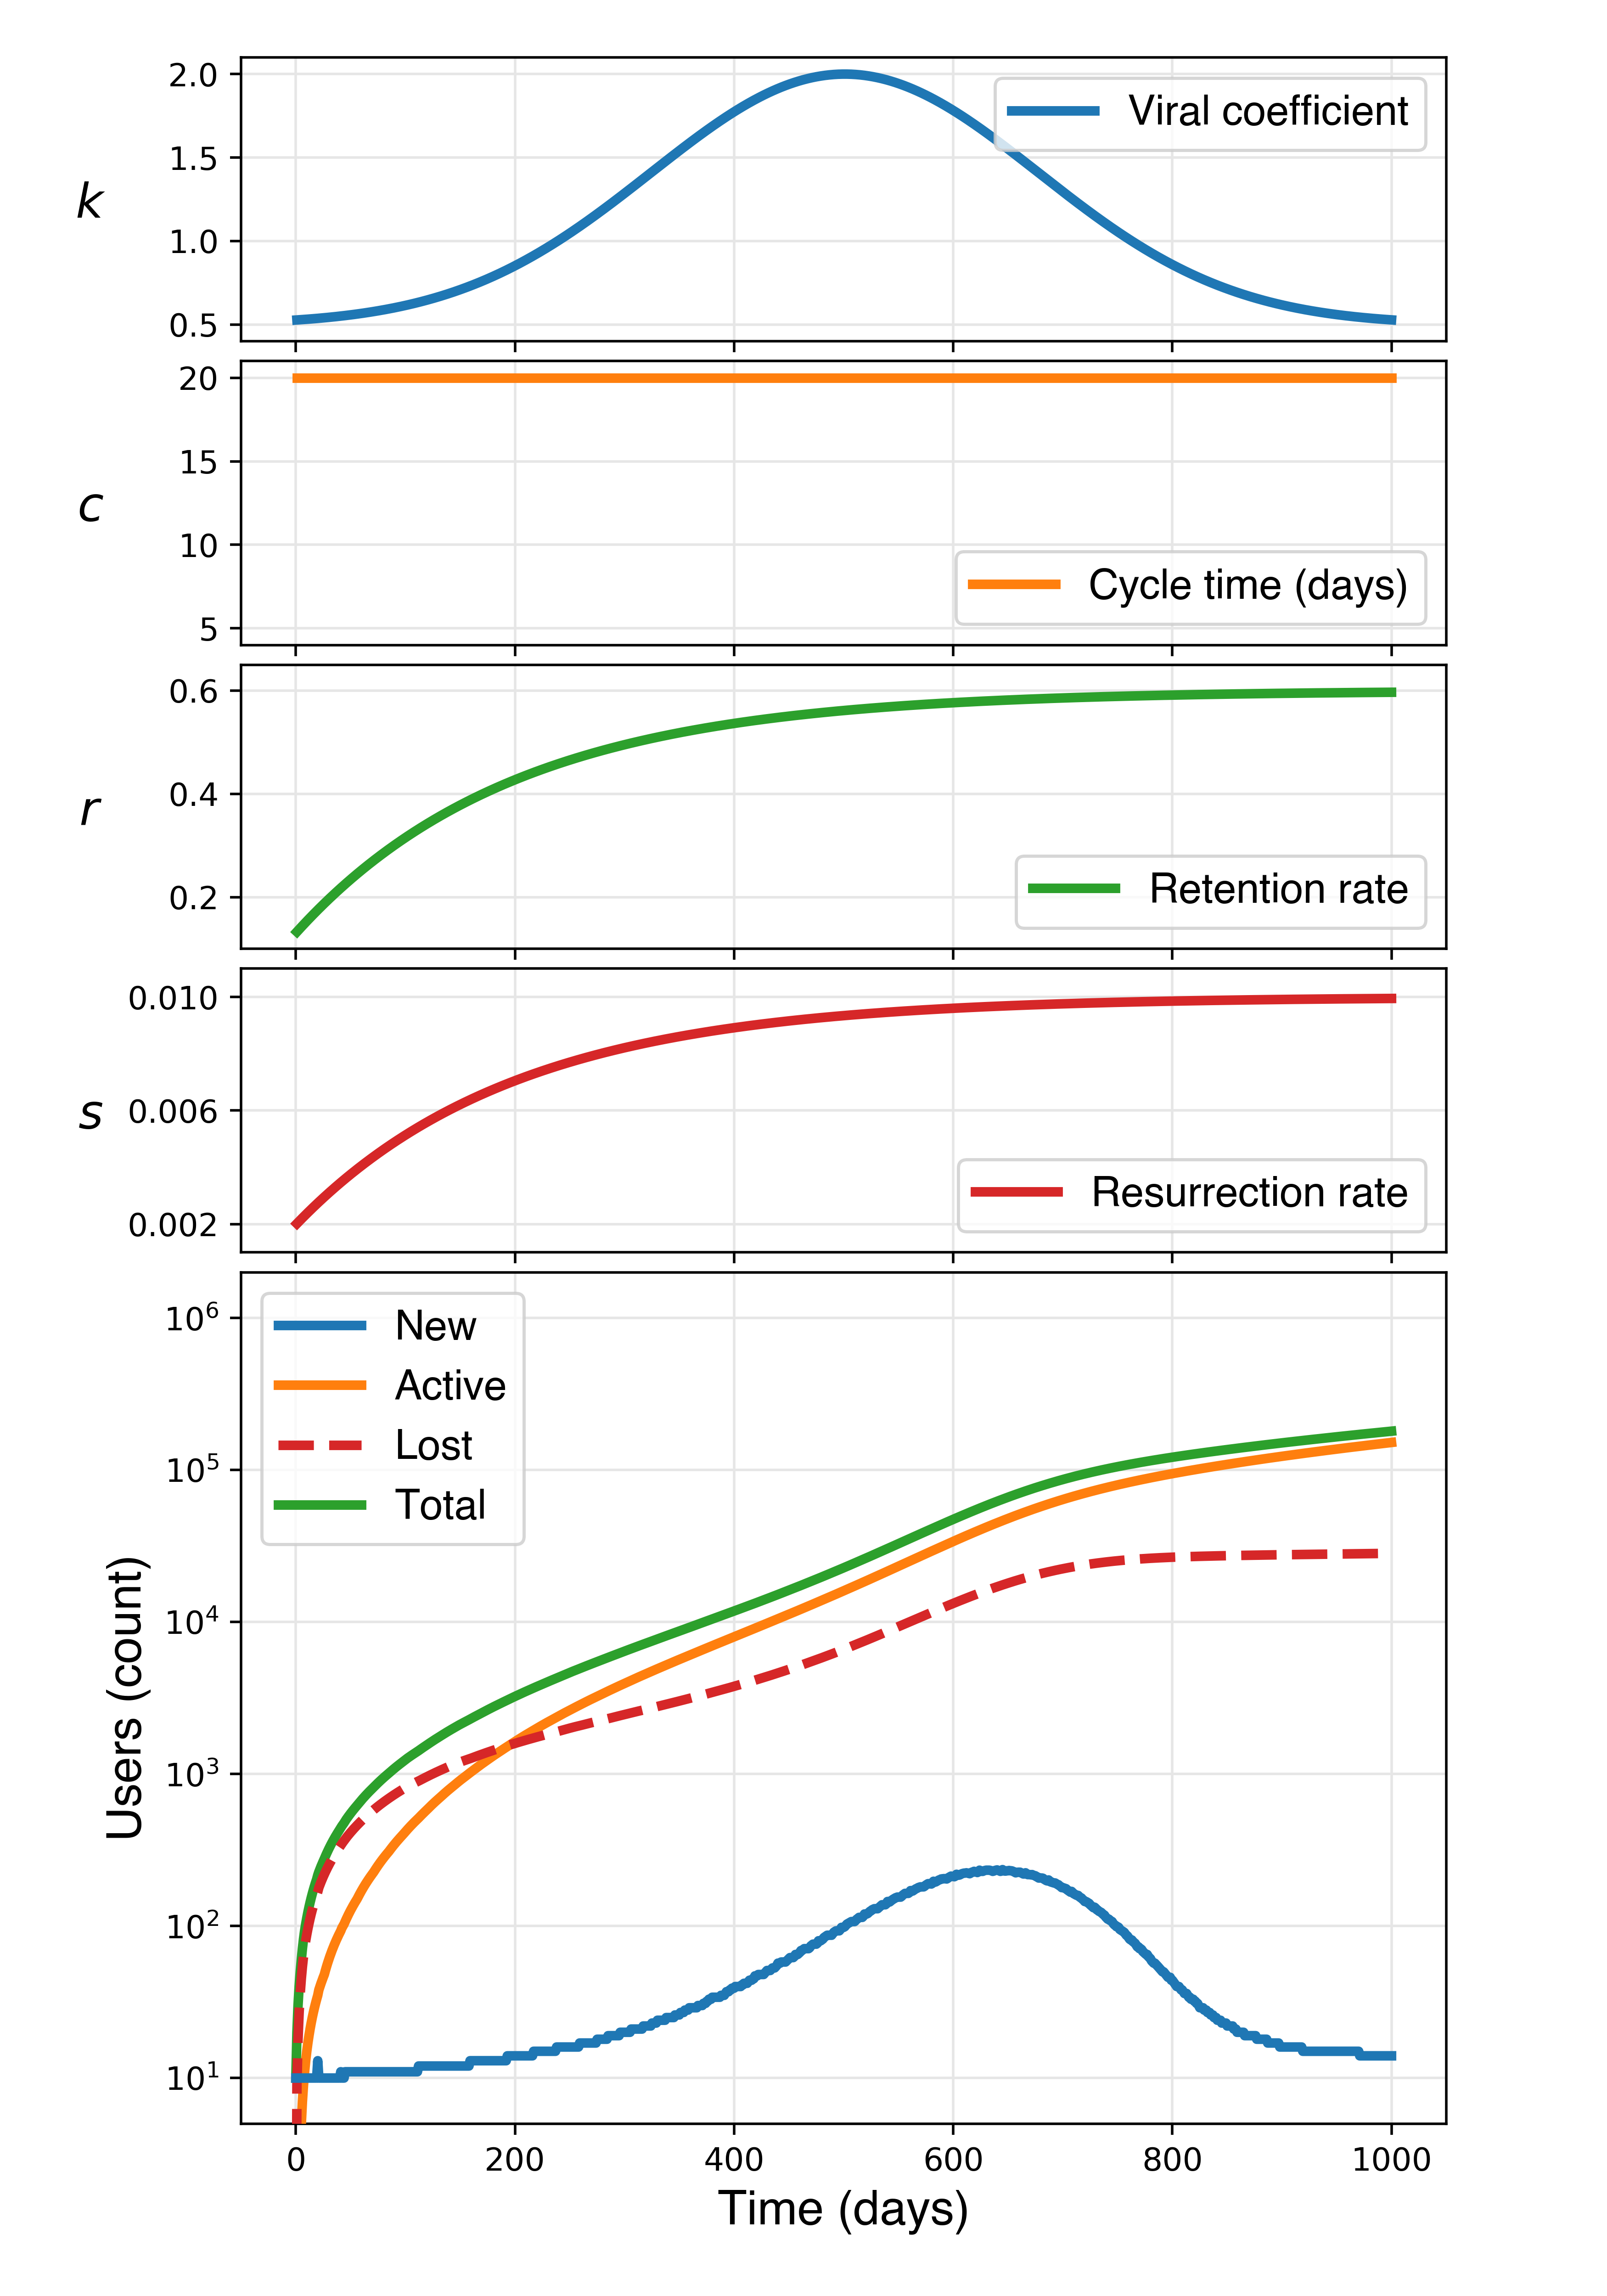 2.0
1.5
1.0
0.5
k
Viral coefficient
20
15
10
5
c
Cycle time (days)
0.6
0.4
0.2
r
Retention rate
0.010
0.006
0.002
s
Resurrection rate
10⁶
10⁵
10⁴
10³
10²
10¹
Users (count)
New
Active
Lost
Total
0 200 400 600 800 1000
Time (days)